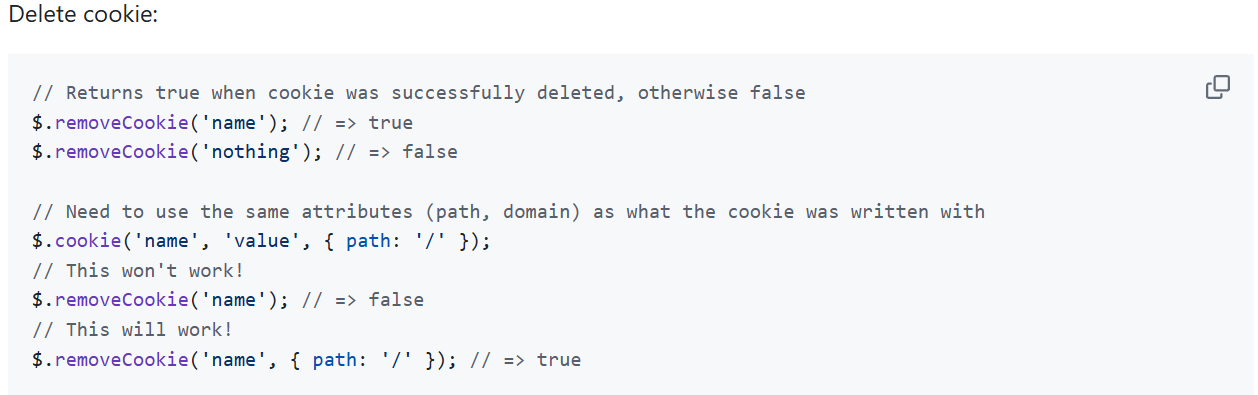 Delete cookie:
// Returns true when cookie was successfully deleted, otherwise false
$.removeCookie('name'); // => true
$.removeCookie('nothing'); // => false
// Need to use the same attributes (path, domain) as what the cookie was written with
$.cookie('name', 'value', { path: '/' });
// This won't work!
$.removeCookie('name'); // => false
// This will work!
$.removeCookie('name', { path: '/' }); // => true